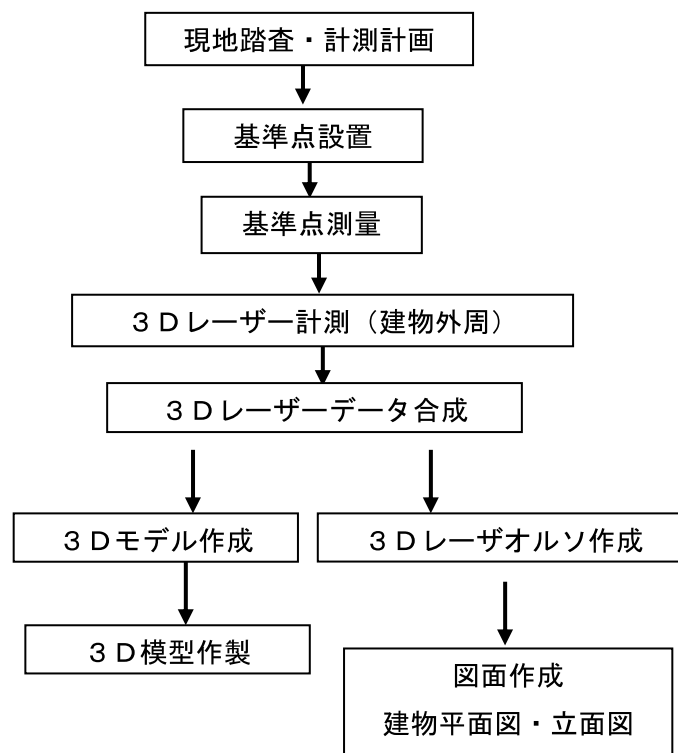 現地踏査・計測計画
基準点設置
基準点測量
３Ｄレーザー計測（建物外周）
３Ｄレーザーデータ合成
３Ｄモデル作成
３Ｄレーザオルソ作成
３Ｄ模型作製
図面作成
建物平面図・立面図